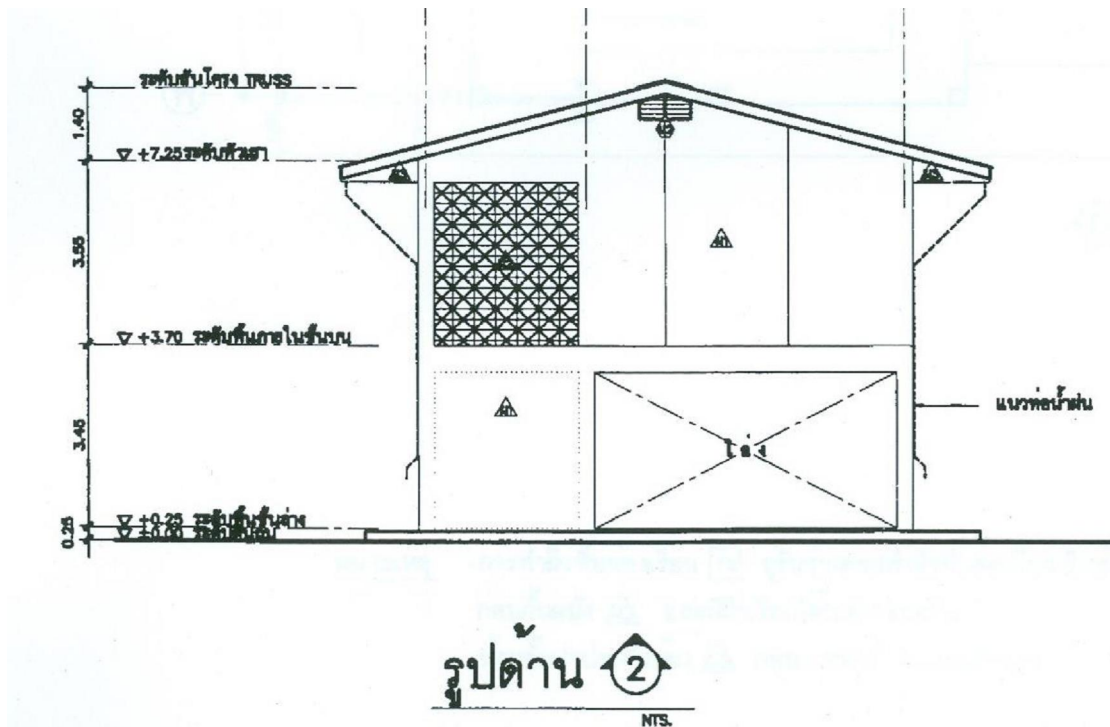 ระดับสันโครง TRUSS
1.40
+7.25 ระดับหัวเสา
3.55
+3.70 ระดับพื้นภายในชั้นบน
3.45
แนวท่อน้ำฝน
โล่ง
+0.25 ระดับพื้นชั้นล่าง
0.25
+0.00 ระดับดินเดิม
รูปด้าน 2
NTS.